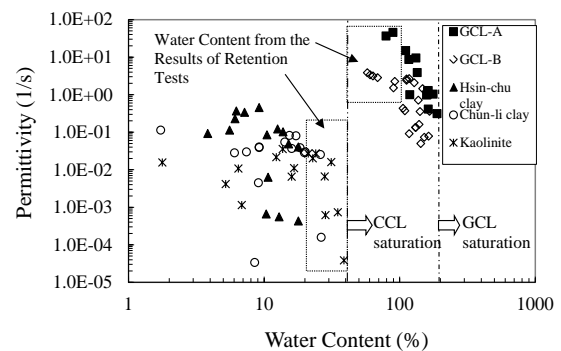 1.0E+02
1.0E+01
1.0E+00
1.0E-01
1.0E-02
1.0E-03
1.0E-04
1.0E-05
Permittivity (1/s)
Water Content from the
Results of Retention
Tests
GCL-A
GCL-B
Hsin-chu
clay
Chun-li clay
Kaolinite
CCL
saturation
GCL
saturation
1 10 100 1000
Water Content (%)